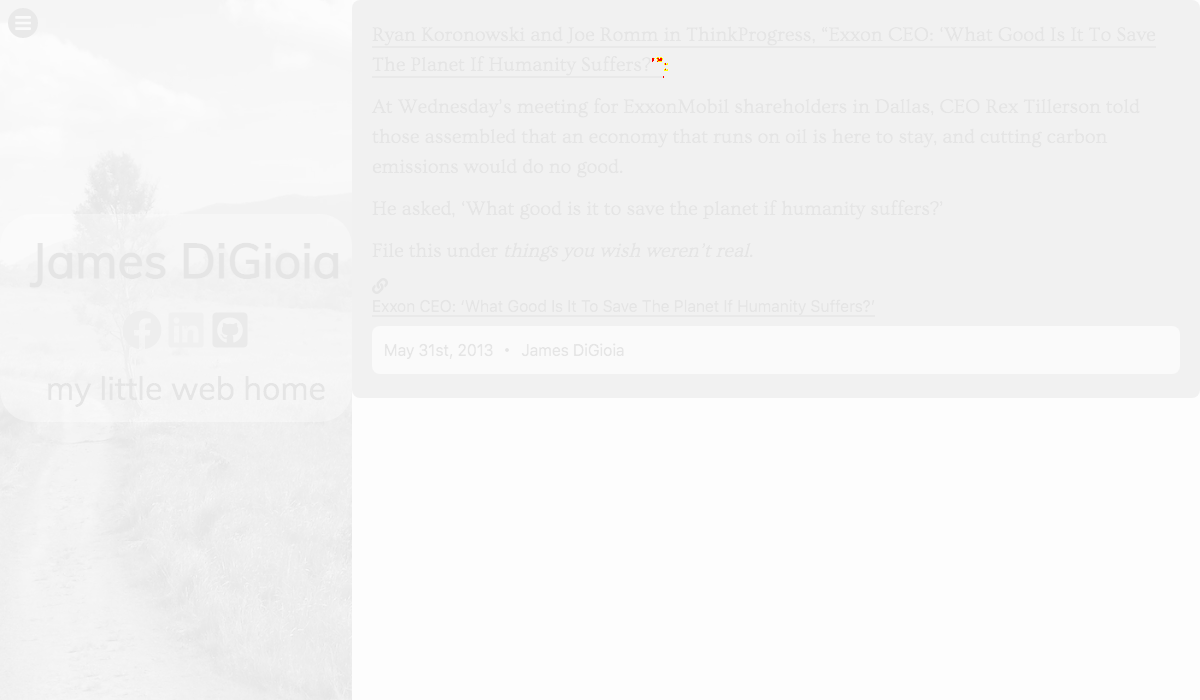 James DiGioia
my little web home
Ryan Koronowski and Joe Romm in ThinkProgress, “Exxon CEO: ‘What Good Is It To Save
The Planet If Humanity Suffers?’”:
At Wednesday’s meeting for ExxonMobil shareholders in Dallas, CEO Rex Tillerson told
those assembled that an economy that runs on oil is here to stay, and cutting carbon
emissions would do no good.
He asked, ‘What good is it to save the planet if humanity suffers?’
File this under things you wish weren’t real.
Exxon CEO: ‘What Good Is It To Save The Planet If Humanity Suffers?’
May 31st, 2013 • James DiGioia